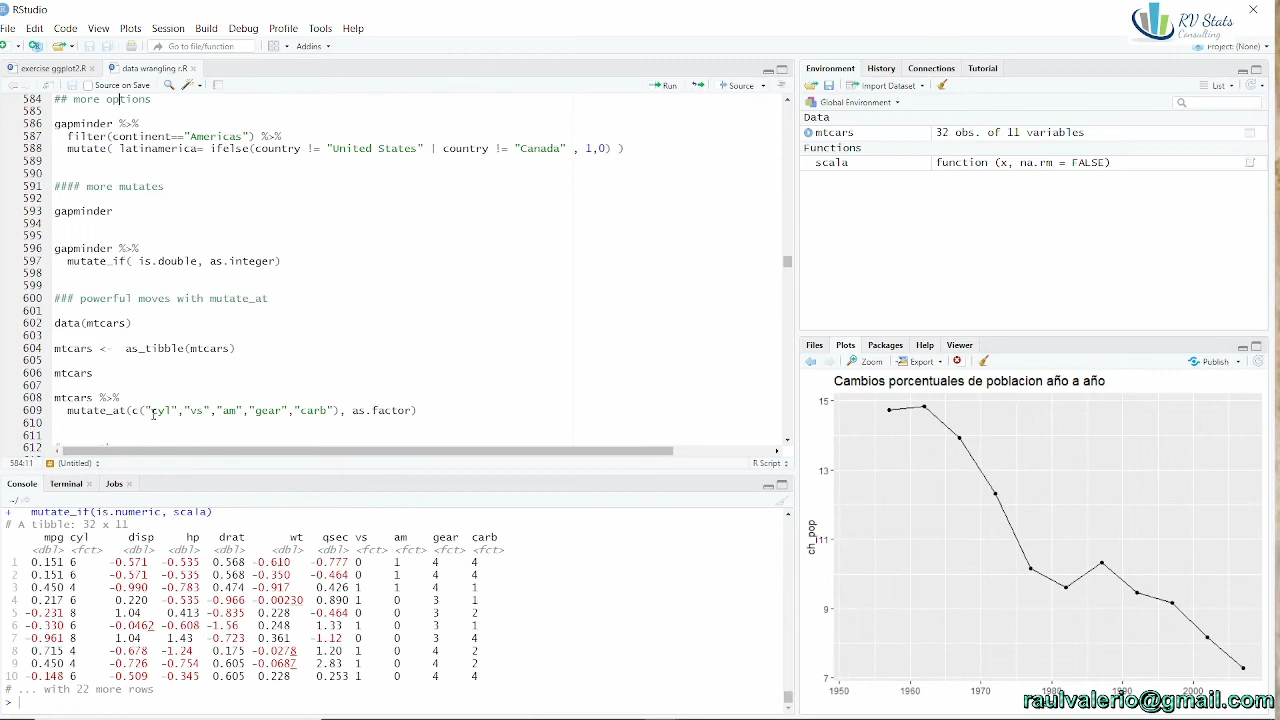 RStudio
RV Stats
Consulting
File Edit Code View Plots Session Build Debug Profile Tools Help
Go to file/function Addins Project: (None)
exercise ggplot2.R data wrangling r.R
Source on Save Run Source
584 ## more options
585
586 gapminder %>%
587 filter(continent=="Americas") %>%
588 mutate( latinamerica= ifelse(country != "United States" | country != "Canada" , 1,0) )
589
590
591 #### more mutates
592
593 gapminder
594
595
596 gapminder %>%
597 mutate_if( is.double, as.integer)
598
599
600 ### powerful moves with mutate_at
601
602 data(mtcars)
603
604 mtcars <- as_tibble(mtcars)
605
606 mtcars
607
608 mtcars %>%
609 mutate_at(c("cyl","vs","am","gear","carb"), as.factor)
610
611
612
584:11 (Untitled) R Script
Console Terminal Jobs
~/
+ mutate_if(is.numeric, scala)
# A tibble: 32 x 11
mpg cyl disp hp drat wt qsec vs am gear carb
<dbl> <fct> <dbl> <dbl> <dbl> <dbl> <dbl> <fct> <fct> <fct> <fct>
1 0.151 6 -0.571 -0.535 0.568 -0.610 -0.777 0 1 4 4
2 0.151 6 -0.571 -0.535 0.568 -0.350 -0.464 0 1 4 4
3 0.450 4 -0.990 -0.783 0.474 -0.917 0.426 1 1 4 1
4 0.217 6 0.220 -0.535 -0.966 -0.00230 0.890 1 0 3 1
5 -0.231 8 1.04 0.413 -0.835 0.228 -0.464 0 0 3 2
6 -0.330 6 -0.0462 -0.608 -1.56 0.248 1.33 1 0 3 1
7 -0.961 8 1.04 1.43 -0.723 0.361 -1.12 0 0 3 4
8 0.715 4 -0.678 -1.24 0.175 -0.0278 1.20 1 0 4 2
9 0.450 4 -0.726 -0.754 0.605 -0.0687 2.83 1 0 4 2
10 -0.148 6 -0.509 -0.345 0.605 0.228 0.253 1 0 4 4
# ... with 22 more rows
>
Environment History Connections Tutorial
Import Dataset List
Global Environment
Data
mtcars 32 obs. of 11 variables
Functions
scala function (x, na.rm = FALSE)
Files Plots Packages Help Viewer
Zoom Export Publish
Cambios porcentuales de poblacion año a año
ch_pop
15
13
11
9
7
1950 1960 1970 1980 1990 2000
raulvalerio@gmail.com